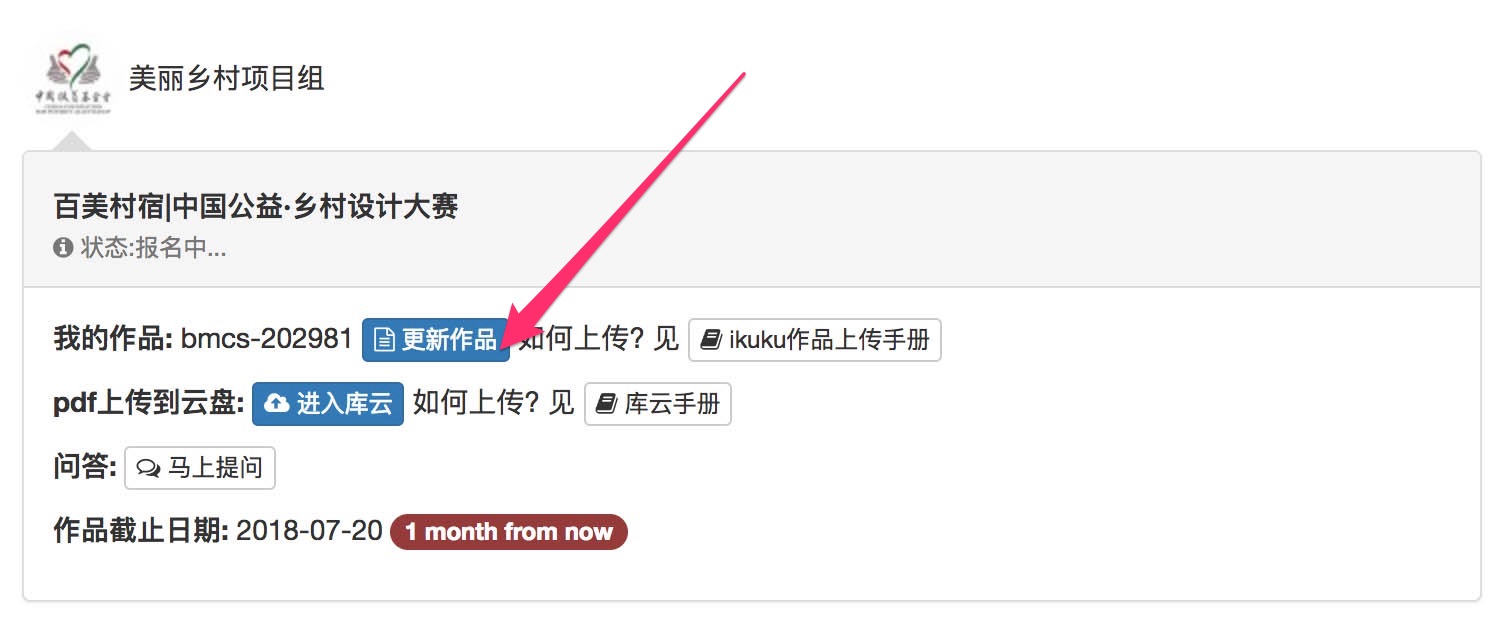 中国扶贫基金会
美丽乡村项目组
百美村宿|中国公益·乡村设计大赛
状态:报名中...
我的作品: bmcs-202981 更新作品 如何上传? 见 ikuku作品上传手册
pdf上传到云盘: 进入库云 如何上传? 见 库云手册
问答: 马上提问
作品截止日期: 2018-07-20 1 month from now